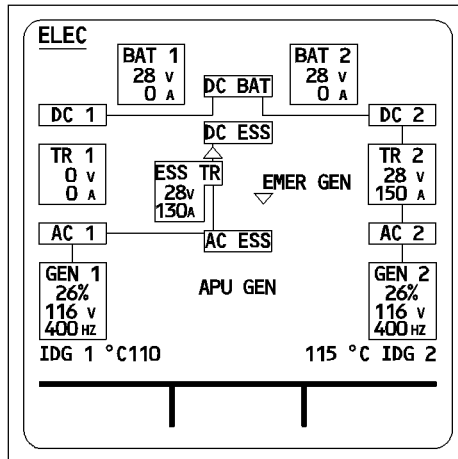 ELEC
BAT 1
28 V
0 A
BAT 2
28 V
0 A
DC BAT
DC 1
DC ESS
DC 2
TR 1
0 V
0 A
ESS TR
28V
130A
EMER GEN
TR 2
28 V
150 A
AC 1
AC ESS
AC 2
GEN 1
26%
116 V
400 HZ
APU GEN
GEN 2
26%
116 V
400 HZ
IDG 1 °C110
115 °C IDG 2